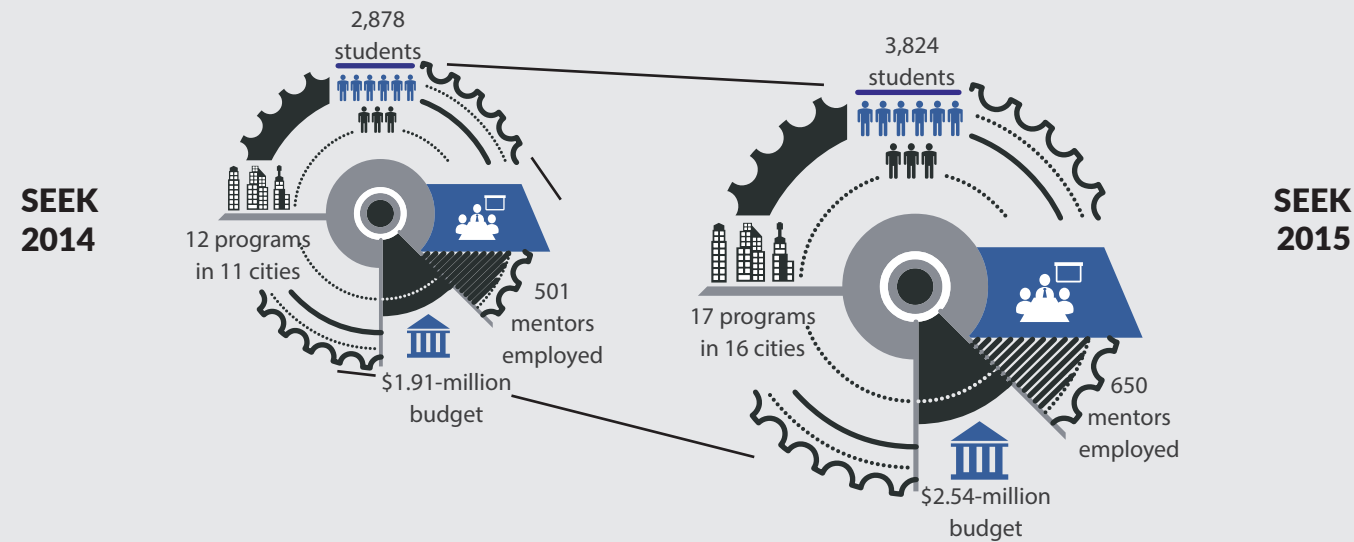 SEEK
2014
2,878
students
12 programs
in 11 cities
501
mentors
employed
$1.91-million
budget
3,824
students
17 programs
in 16 cities
650
mentors
employed
$2.54-million
budget
SEEK
2015